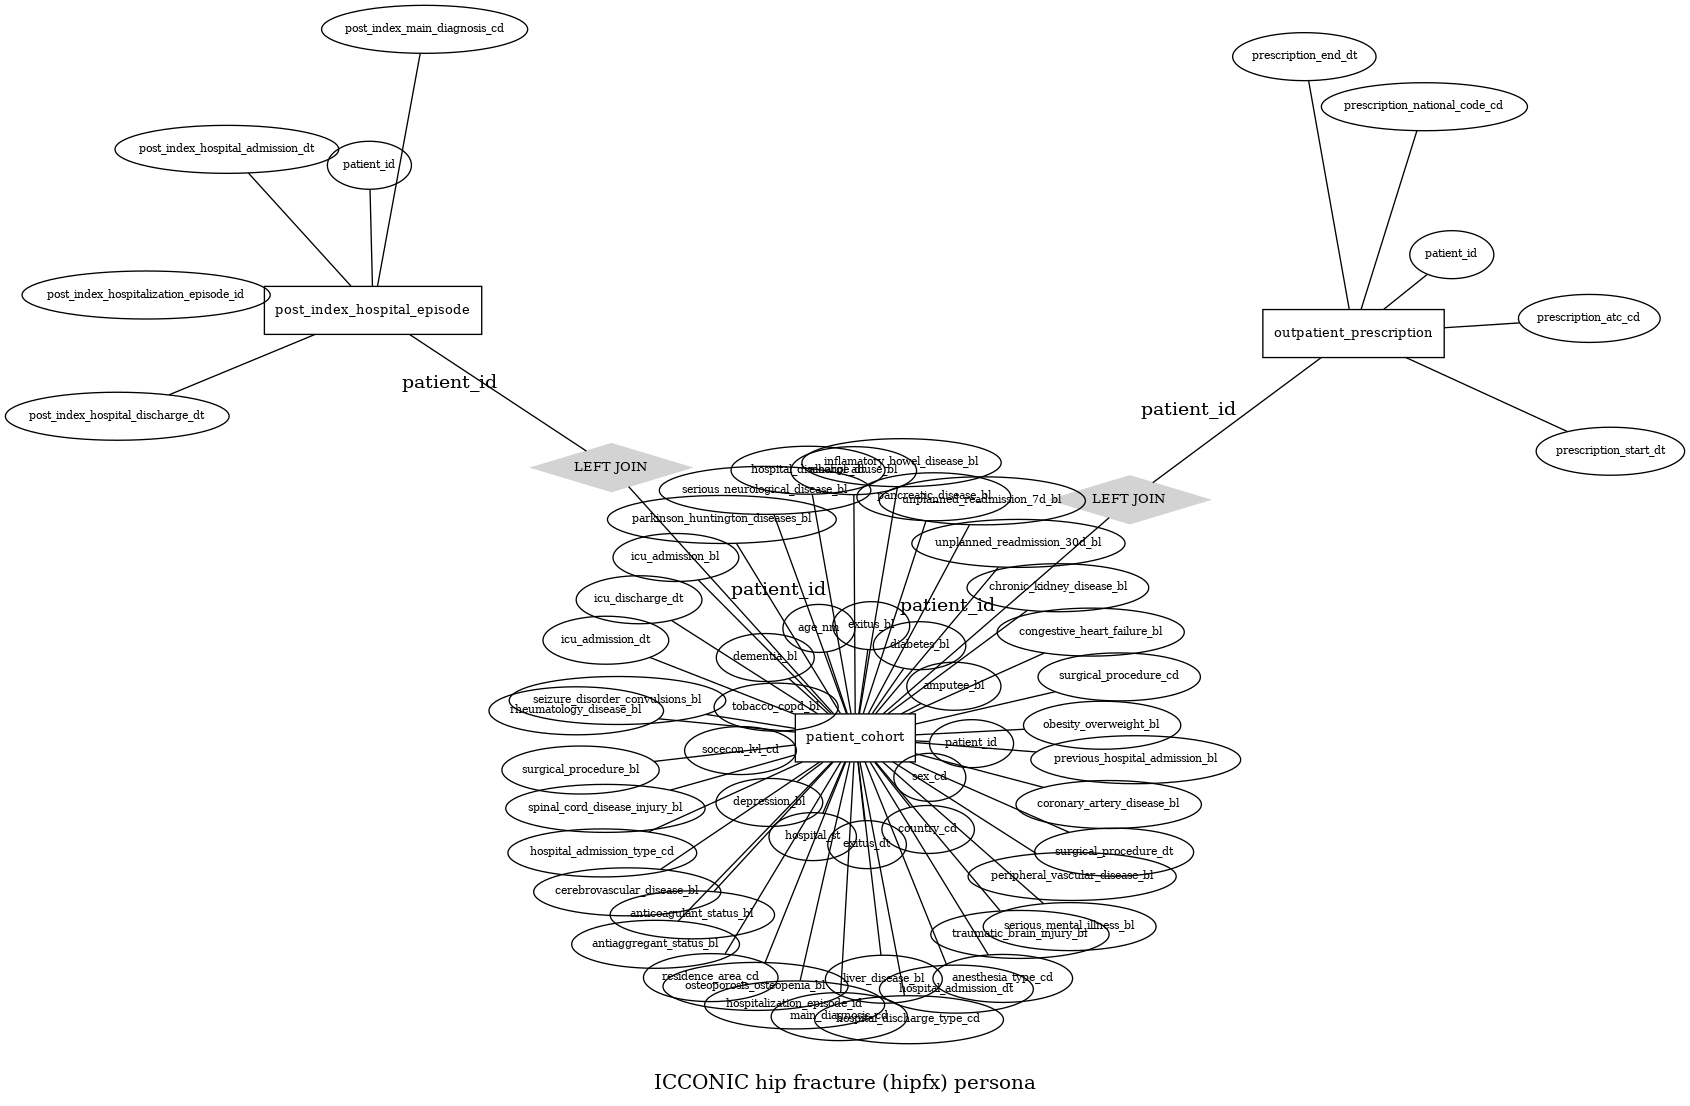 post_index_main_diagnosis_cd
prescription_end_dt
prescription_national_code_cd
post_index_hospital_admission_dt
patient_id
patient_id
post_index_hospitalization_episode_id
post_index_hospital_episode
prescription_atc_cd
outpatient_prescription
patient_id
patient_id
post_index_hospital_discharge_dt
prescription_start_dt
LEFT JOIN
hospital_discharge_dt
alcohol_abuse_bl
inflamatory_bowel_disease_bl
serious_neurological_disease_bl
pancreatic_disease_bl
unplanned_readmission_7d_bl
LEFT JOIN
parkinson_huntington_diseases_bl
unplanned_readmission_30d_bl
icu_admission_bl
patient_id
chronic_kidney_disease_bl
icu_discharge_dt
patient_id
age_nm
exitus_bl
congestive_heart_failure_bl
icu_admission_dt
diabetes_bl
dementia_bl
surgical_procedure_cd
amputee_bl
seizure_disorder_convulsions_bl
rheumatology_disease_bl
tobacco_copd_bl
obesity_overweight_bl
patient_cohort
patient_id
socecon_lvl_cd
previous_hospital_admission_bl
surgical_procedure_bl
sex_cd
spinal_cord_disease_injury_bl
depression_bl
coronary_artery_disease_bl
hospital_st
country_cd
exitus_dt
hospital_admission_type_cd
surgical_procedure_dt
peripheral_vascular_disease_bl
cerebrovascular_disease_bl
anticoagulant_status_bl
serious_mental_illness_bl
traumatic_brain_injury_bl
antiaggregant_status_bl
residence_area_cd
osteoporosis_osteopenia_bl
liver_disease_bl
anesthesia_type_cd
hospital_admission_dt
hospitalization_episode_id
main_diagnosis_cd
hospital_discharge_type_cd
ICCONIC hip fracture (hipfx) persona